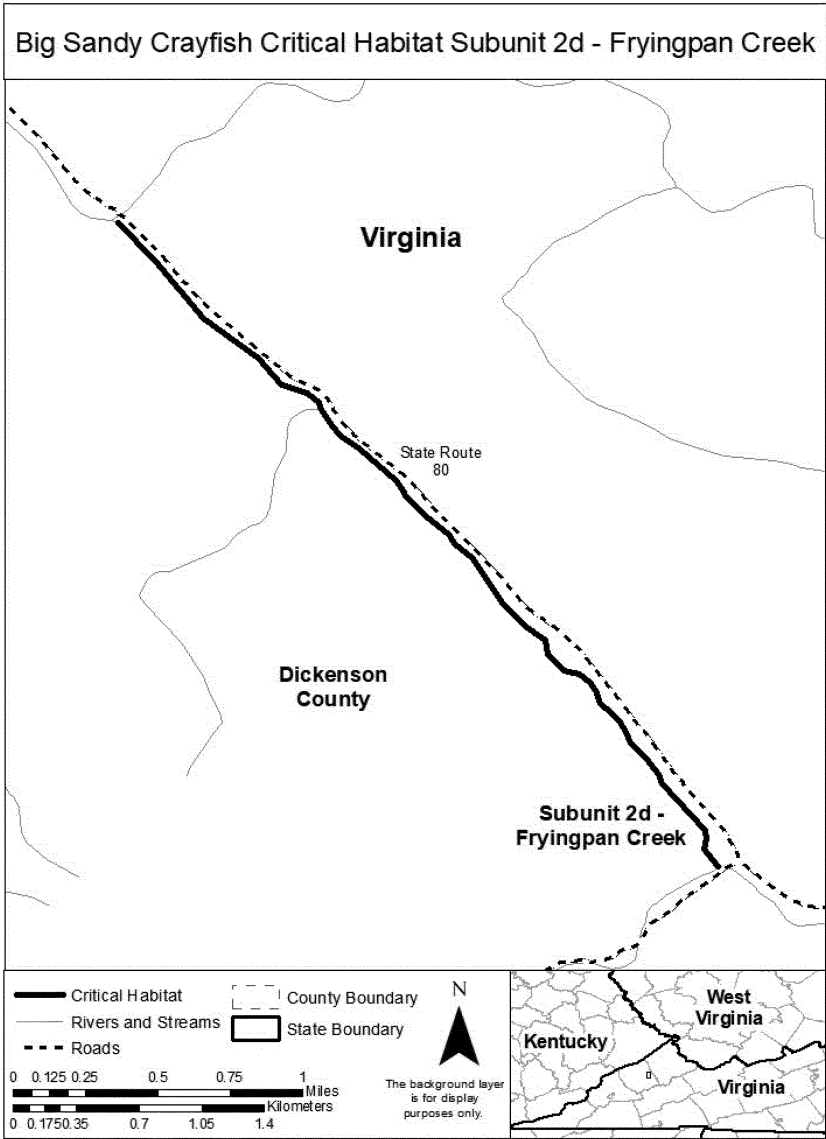 Big Sandy Crayfish Critical Habitat Subunit 2d - Fryingpan Creek
Virginia
State Route
80
Dickenson
County
Subunit 2d -
Fryingpan Creek
Critical Habitat
Rivers and Streams
Roads
County Boundary
State Boundary
0 0.125 0.25 0.5 0.75 1
Miles
Kilometers
0 0.1750.35 0.7 1.05 1.4
N
The background layer
is for display
purposes only.
West
Virginia
Kentucky
Virginia